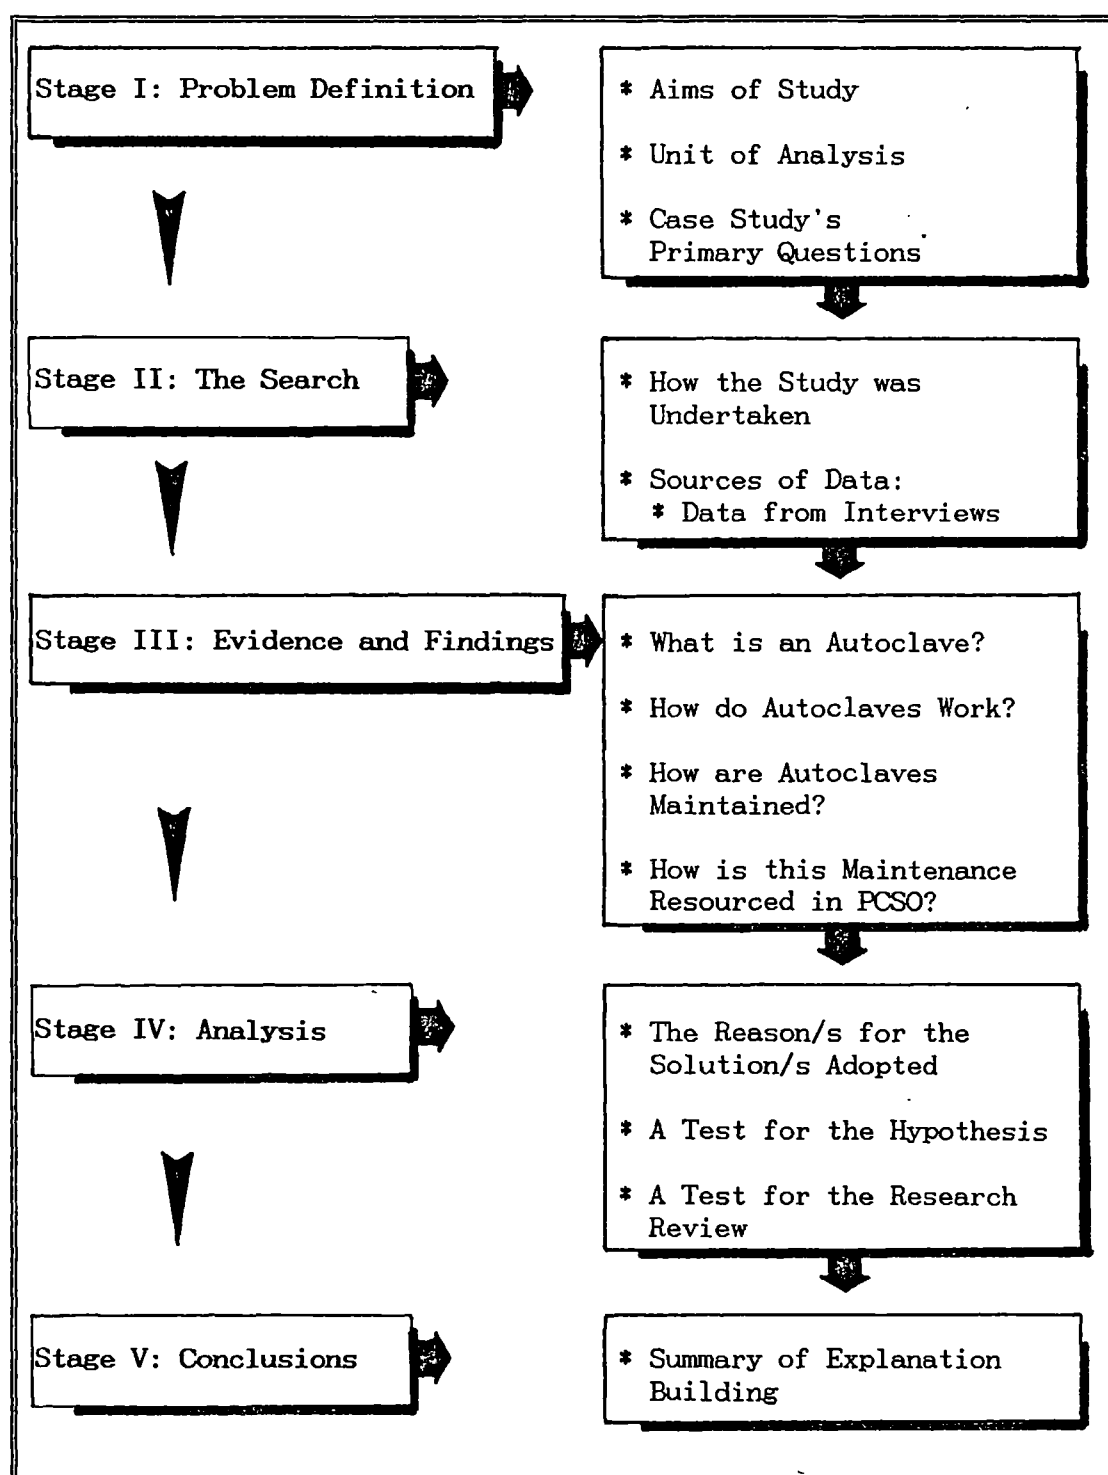 Stage I: Problem Definition
* Aims of Study
* Unit of Analysis
* Case Study's
Primary Questions
Stage II: The Search
* How the Study was
Undertaken
* Sources of Data:
* Data from Interviews
Stage III: Evidence and Findings
* What is an Autoclave?
* How do Autoclaves Work?
* How are Autoclaves
Maintained?
* How is this Maintenance
Resourced in PCSO?
Stage IV: Analysis
* The Reason/s for the
Solution/s Adopted
* A Test for the Hypothesis
* A Test for the Research
Review
Stage V: Conclusions
* Summary of Explanation
Building